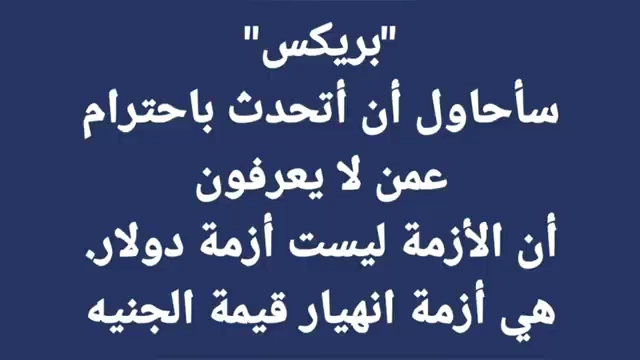 "بريكس"
سأحاول أن أتحدث باحترام
عمن لا يعرفون
أن الأزمة ليست أزمة دولار.
هي أزمة انهيار قيمة الجنيه